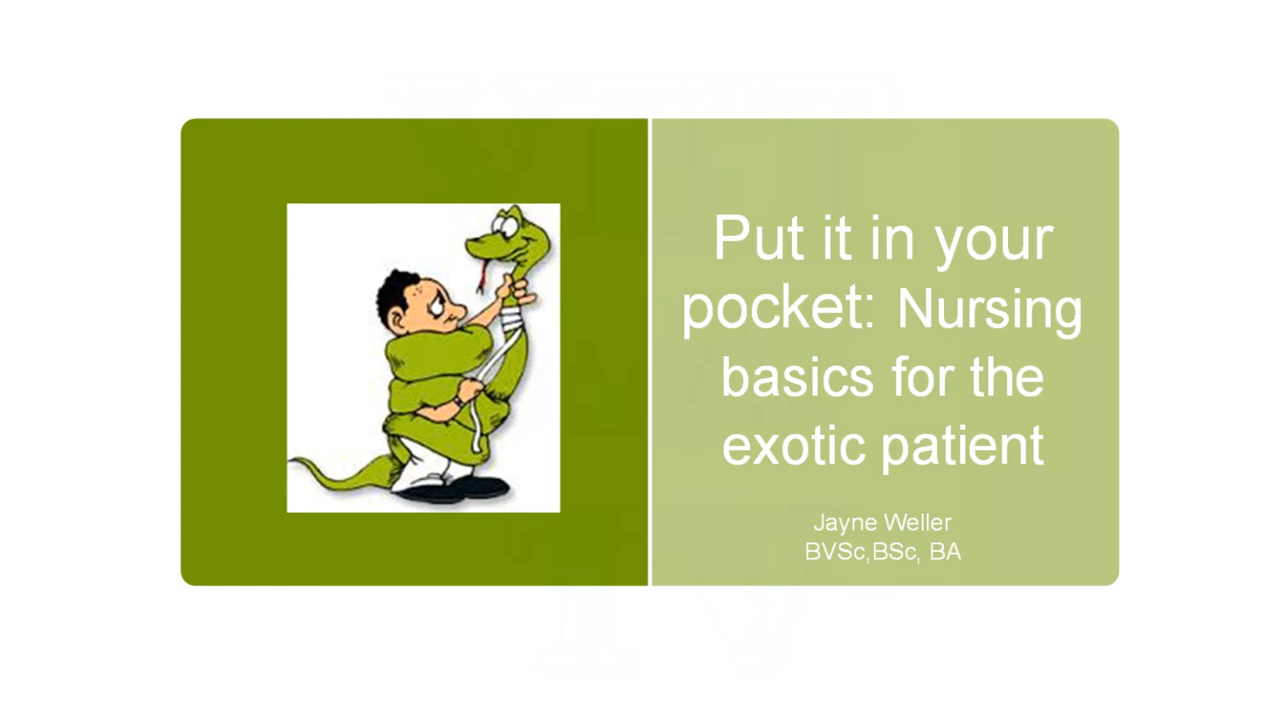 Put it in your
pocket: Nursing
basics for the
exotic patient
Jayne Weller
BVSc,BSc, BA